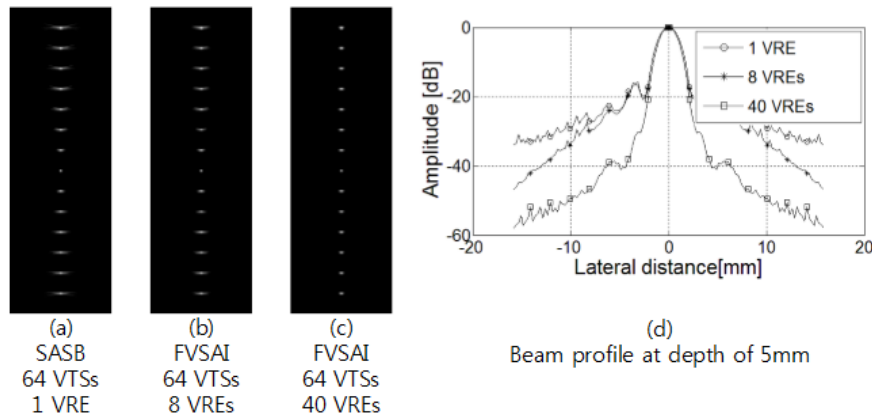 (a)
SASB
64 VTSs
1 VRE
(b)
FVSAI
64 VTSs
8 VREs
(c)
FVSAI
64 VTSs
40 VREs
Amplitude [dB]
0
-20
-40
-60
-20
-10
0
10
20
Lateral distance[mm]
1 VRE
8 VREs
40 VREs
(d)
Beam profile at depth of 5mm